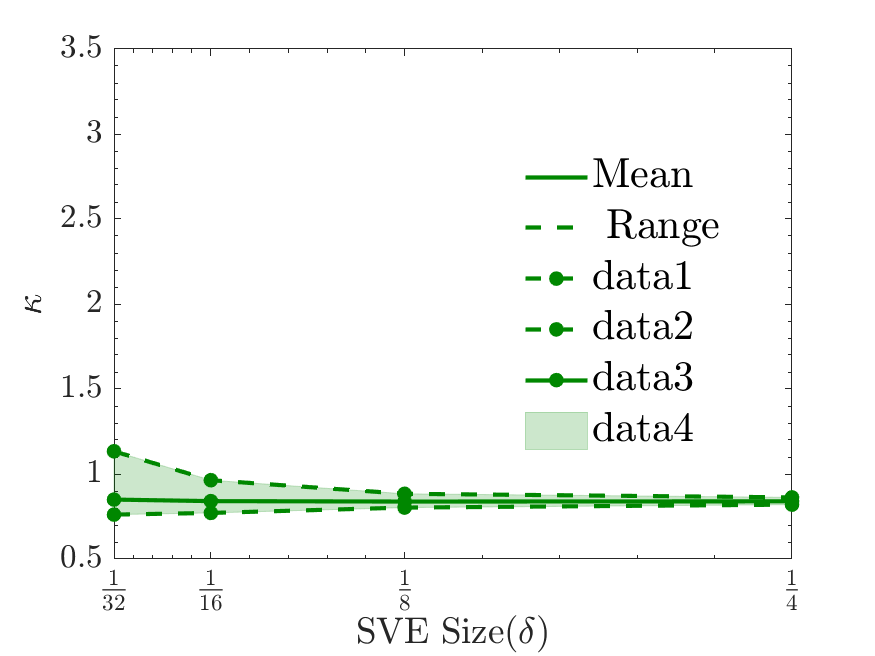 3.5
3
2.5
2
1.5
1
0.5
κ
Mean
Range
data1
data2
data3
data4
1/32
1/16
1/8
1/4
SVE Size(δ)